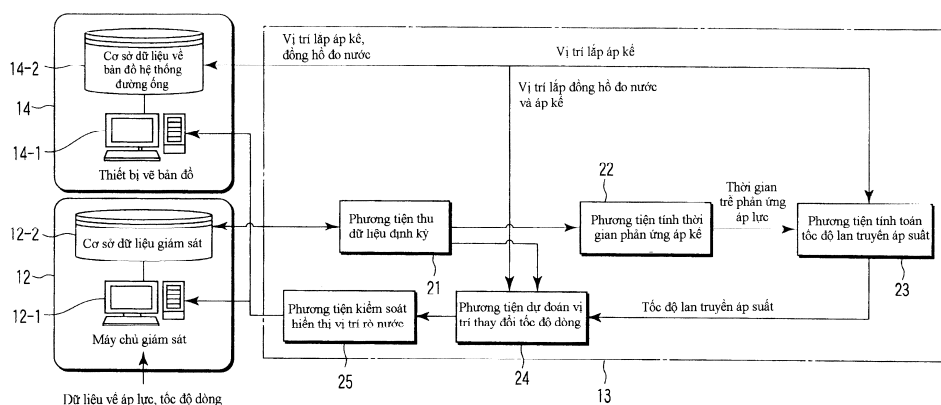 14-2
Cơ sở dữ liệu về
bản đồ hệ thống
đường ống
14
14-1
Thiết bị vẽ bản đồ
Vị trí lắp áp kế,
đồng hồ đo nước
Vị trí lắp áp kế
Vị trí lắp đồng hồ đo nước
và áp kế
12-2
Cơ sở dữ liệu giám sát
12
12-1
Máy chủ giám sát
Dữ liệu về áp lực, tốc độ dòng
Phương tiện thu
dữ liệu định kỳ
21
22
Phương tiện tính thời
gian phản ứng áp kế
Thời gian
trễ phản ứng
áp lực
Phương tiện tính toán
tốc độ lan truyền áp suất
23
Phương tiện kiểm soát
hiển thị vị trí rò nước
25
Phương tiện dự đoán vị
trí thay đổi tốc độ dòng
24
Tốc độ lan truyền áp suất
13